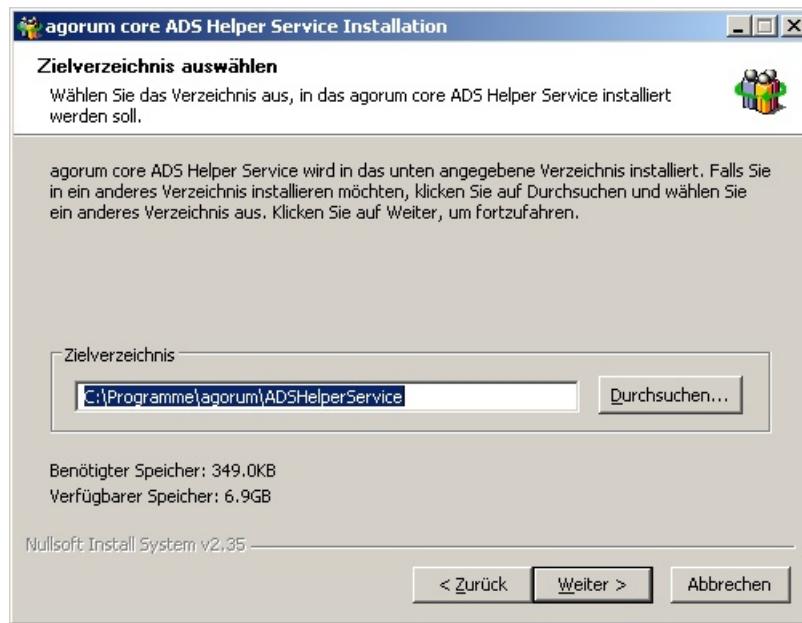 agorum core ADS Helper Service Installation
Zielverzeichnis auswählen
Wählen Sie das Verzeichnis aus, in das agorum core ADS Helper Service installiert
werden soll.
agorum core ADS Helper Service wird in das unten angegebene Verzeichnis installiert. Falls Sie
in ein anderes Verzeichnis installieren möchten, klicken Sie auf Durchsuchen und wählen Sie
ein anderes Verzeichnis aus. Klicken Sie auf Weiter, um fortzufahren.
Zielverzeichnis
C:\Programme\agorum\ADSHelperService
Durchsuchen...
Benötigter Speicher: 349.0KB
Verfügbarer Speicher: 6.9GB
Nullsoft Install System v2.35
< Zurück
Weiter >
Abbrechen